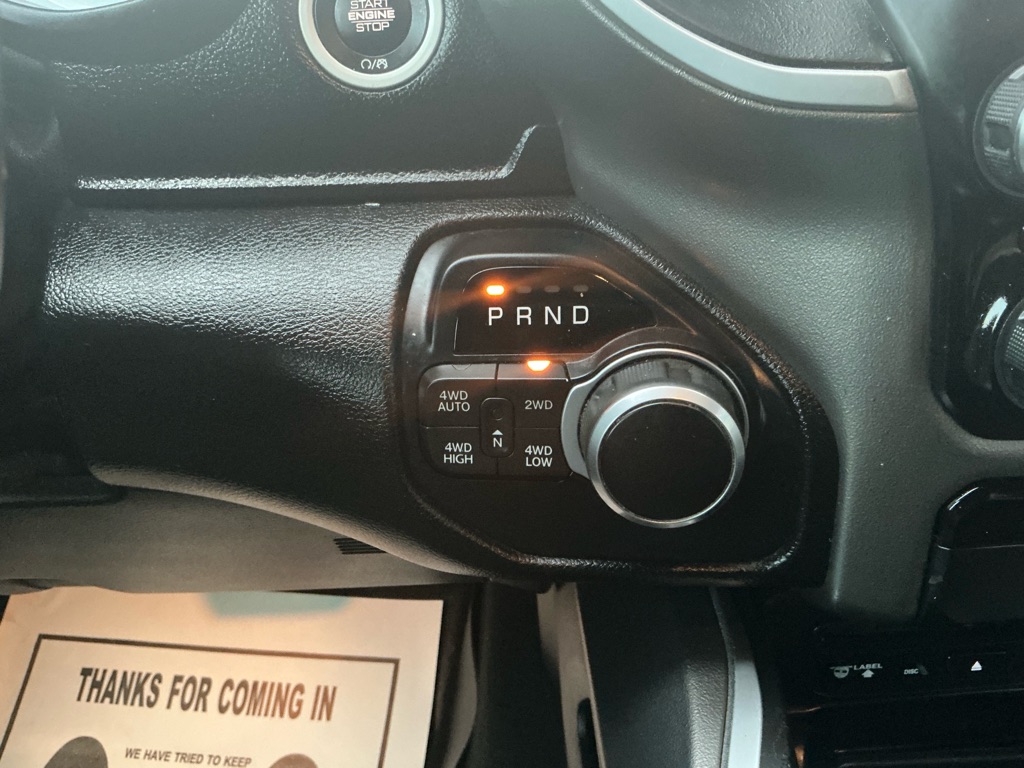 START
ENGINE
STOP
P R N D
4WD
AUTO
2WD
N
4WD
HIGH
4WD
LOW
LABEL
DISC
THANKS FOR COMING IN
WE HAVE TRIED TO KEEP